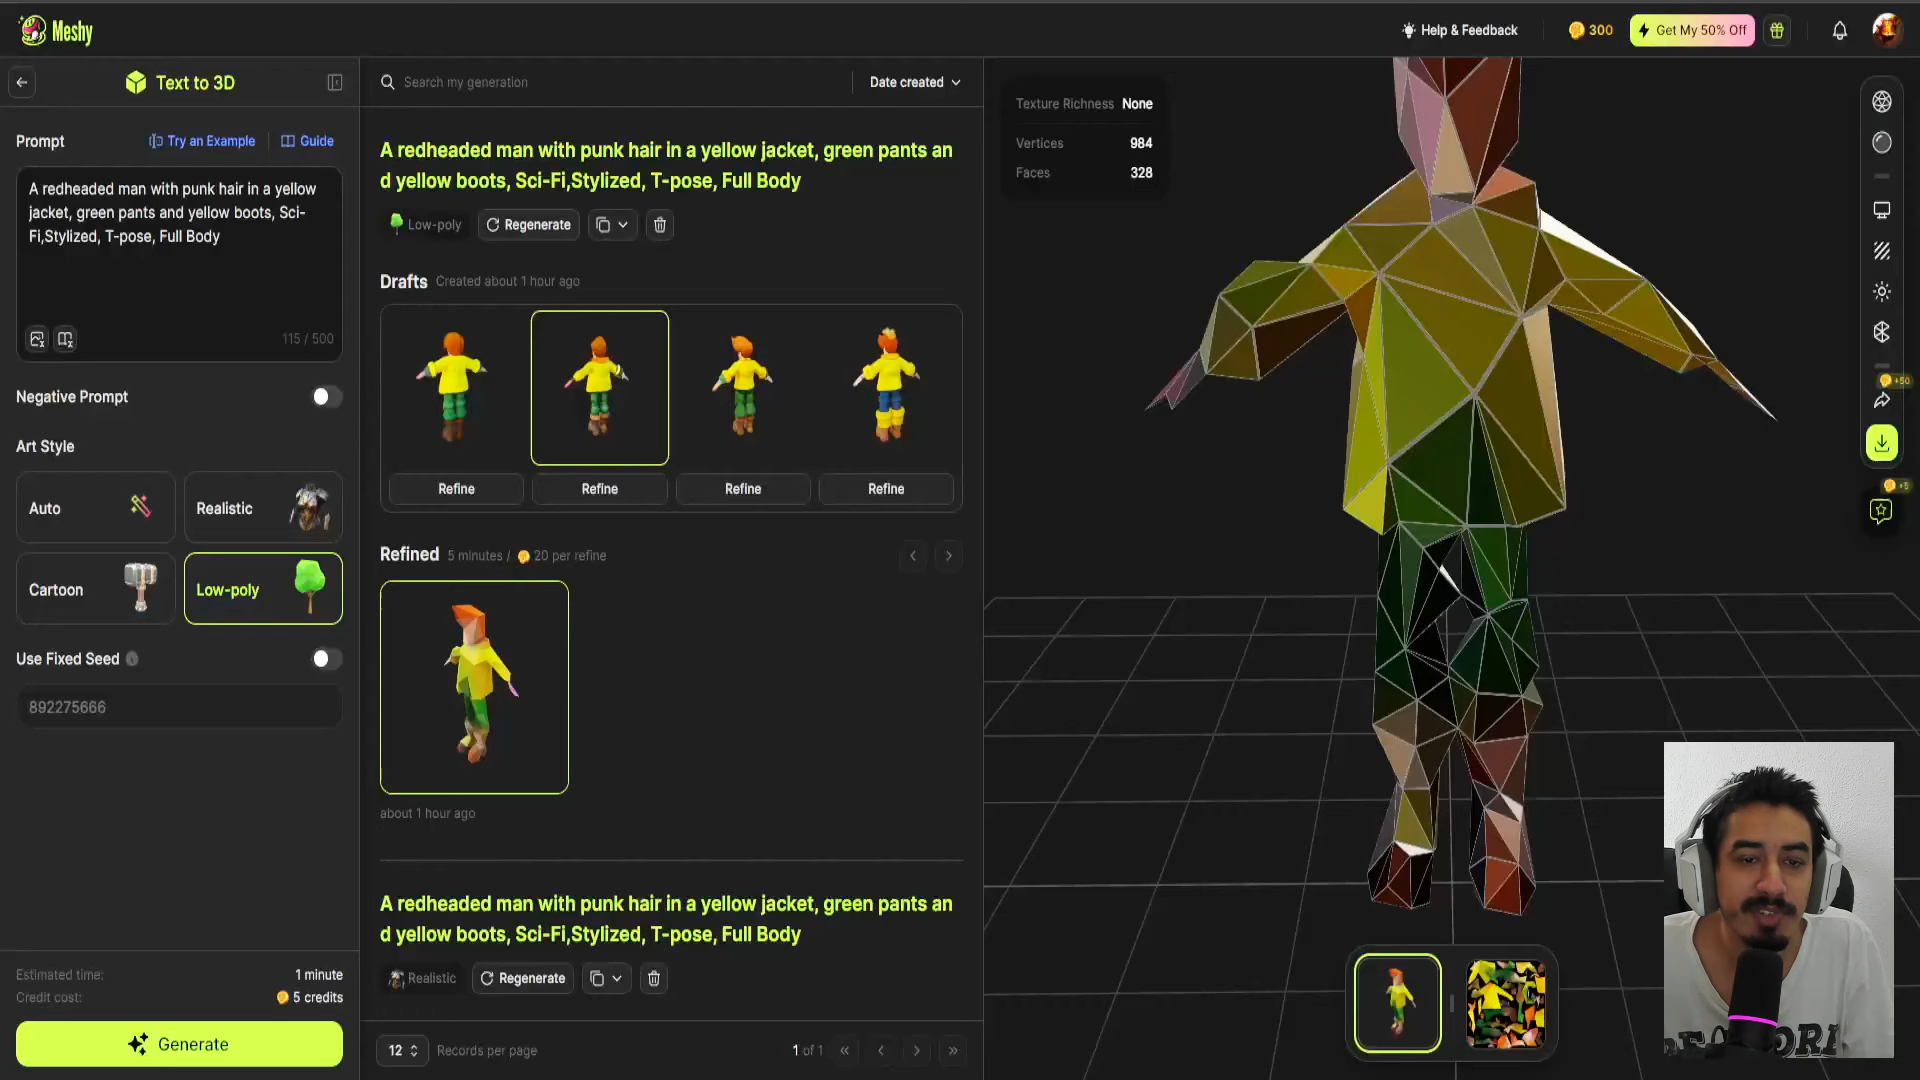 Meshy
Help & Feedback
300
Get My 50% Off
Text to 3D
Search my generation
Date created
Prompt
Try an Example
Guide
A redheaded man with punk hair in a yellow
jacket, green pants and yellow boots, Sci-
Fi,Stylized, T-pose, Full Body
115 / 500
Negative Prompt
Art Style
Auto
Realistic
Cartoon
Low-poly
Use Fixed Seed
892275666
Estimated time:
1 minute
Credit cost:
5 credits
Generate
A redheaded man with punk hair in a yellow jacket, green pants an
d yellow boots, Sci-Fi,Stylized, T-pose, Full Body
Low-poly
Regenerate
Drafts
Created about 1 hour ago
Refine
Refine
Refine
Refine
Refined
5 minutes /
20 per refine
about 1 hour ago
A redheaded man with punk hair in a yellow jacket, green pants an
d yellow boots, Sci-Fi,Stylized, T-pose, Full Body
Realistic
Regenerate
12
Records per page
1 of 1
Texture Richness
None
Vertices
984
Faces
328
+50
+5